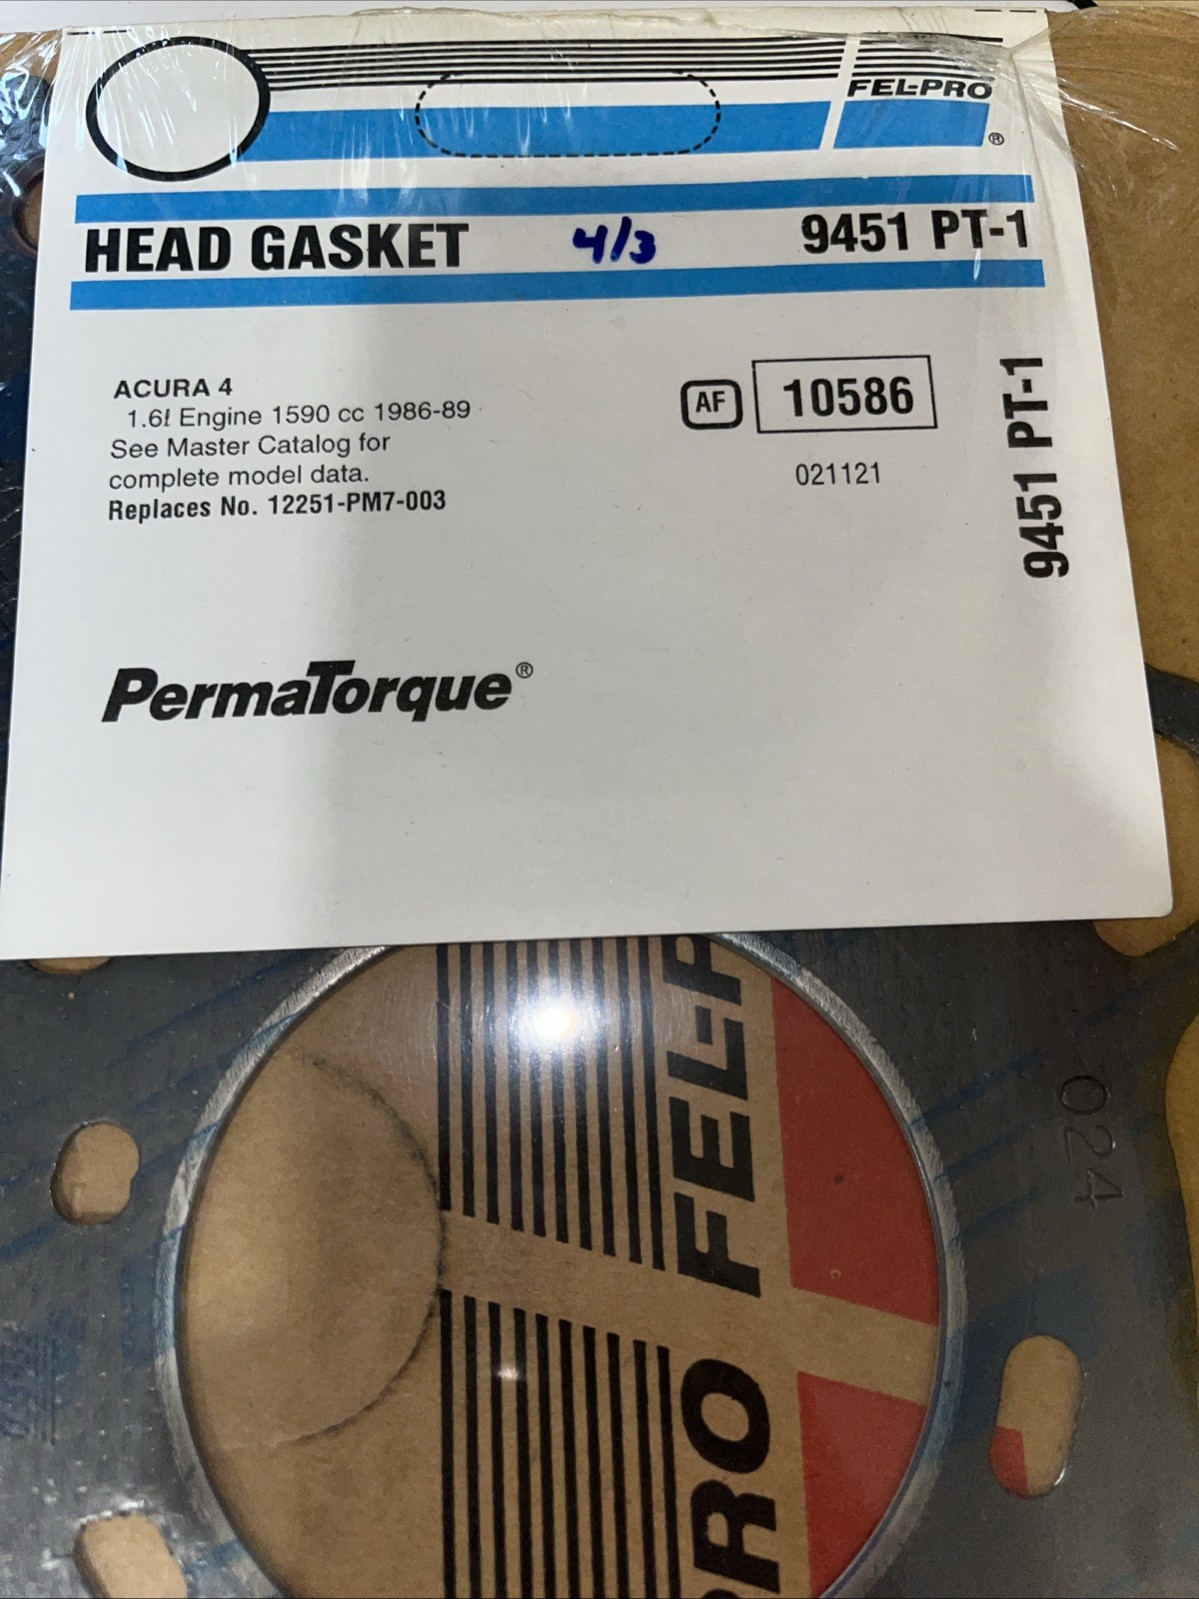 FEL-PRO
®
HEAD GASKET 4/3 9451 PT-1
ACURA 4
1.6ℓ Engine 1590 cc 1986-89
See Master Catalog for
complete model data.
Replaces No. 12251-PM7-003
AF 10586
021121
9451 PT-1
PermaTorque®
FEL-P
PRO
024